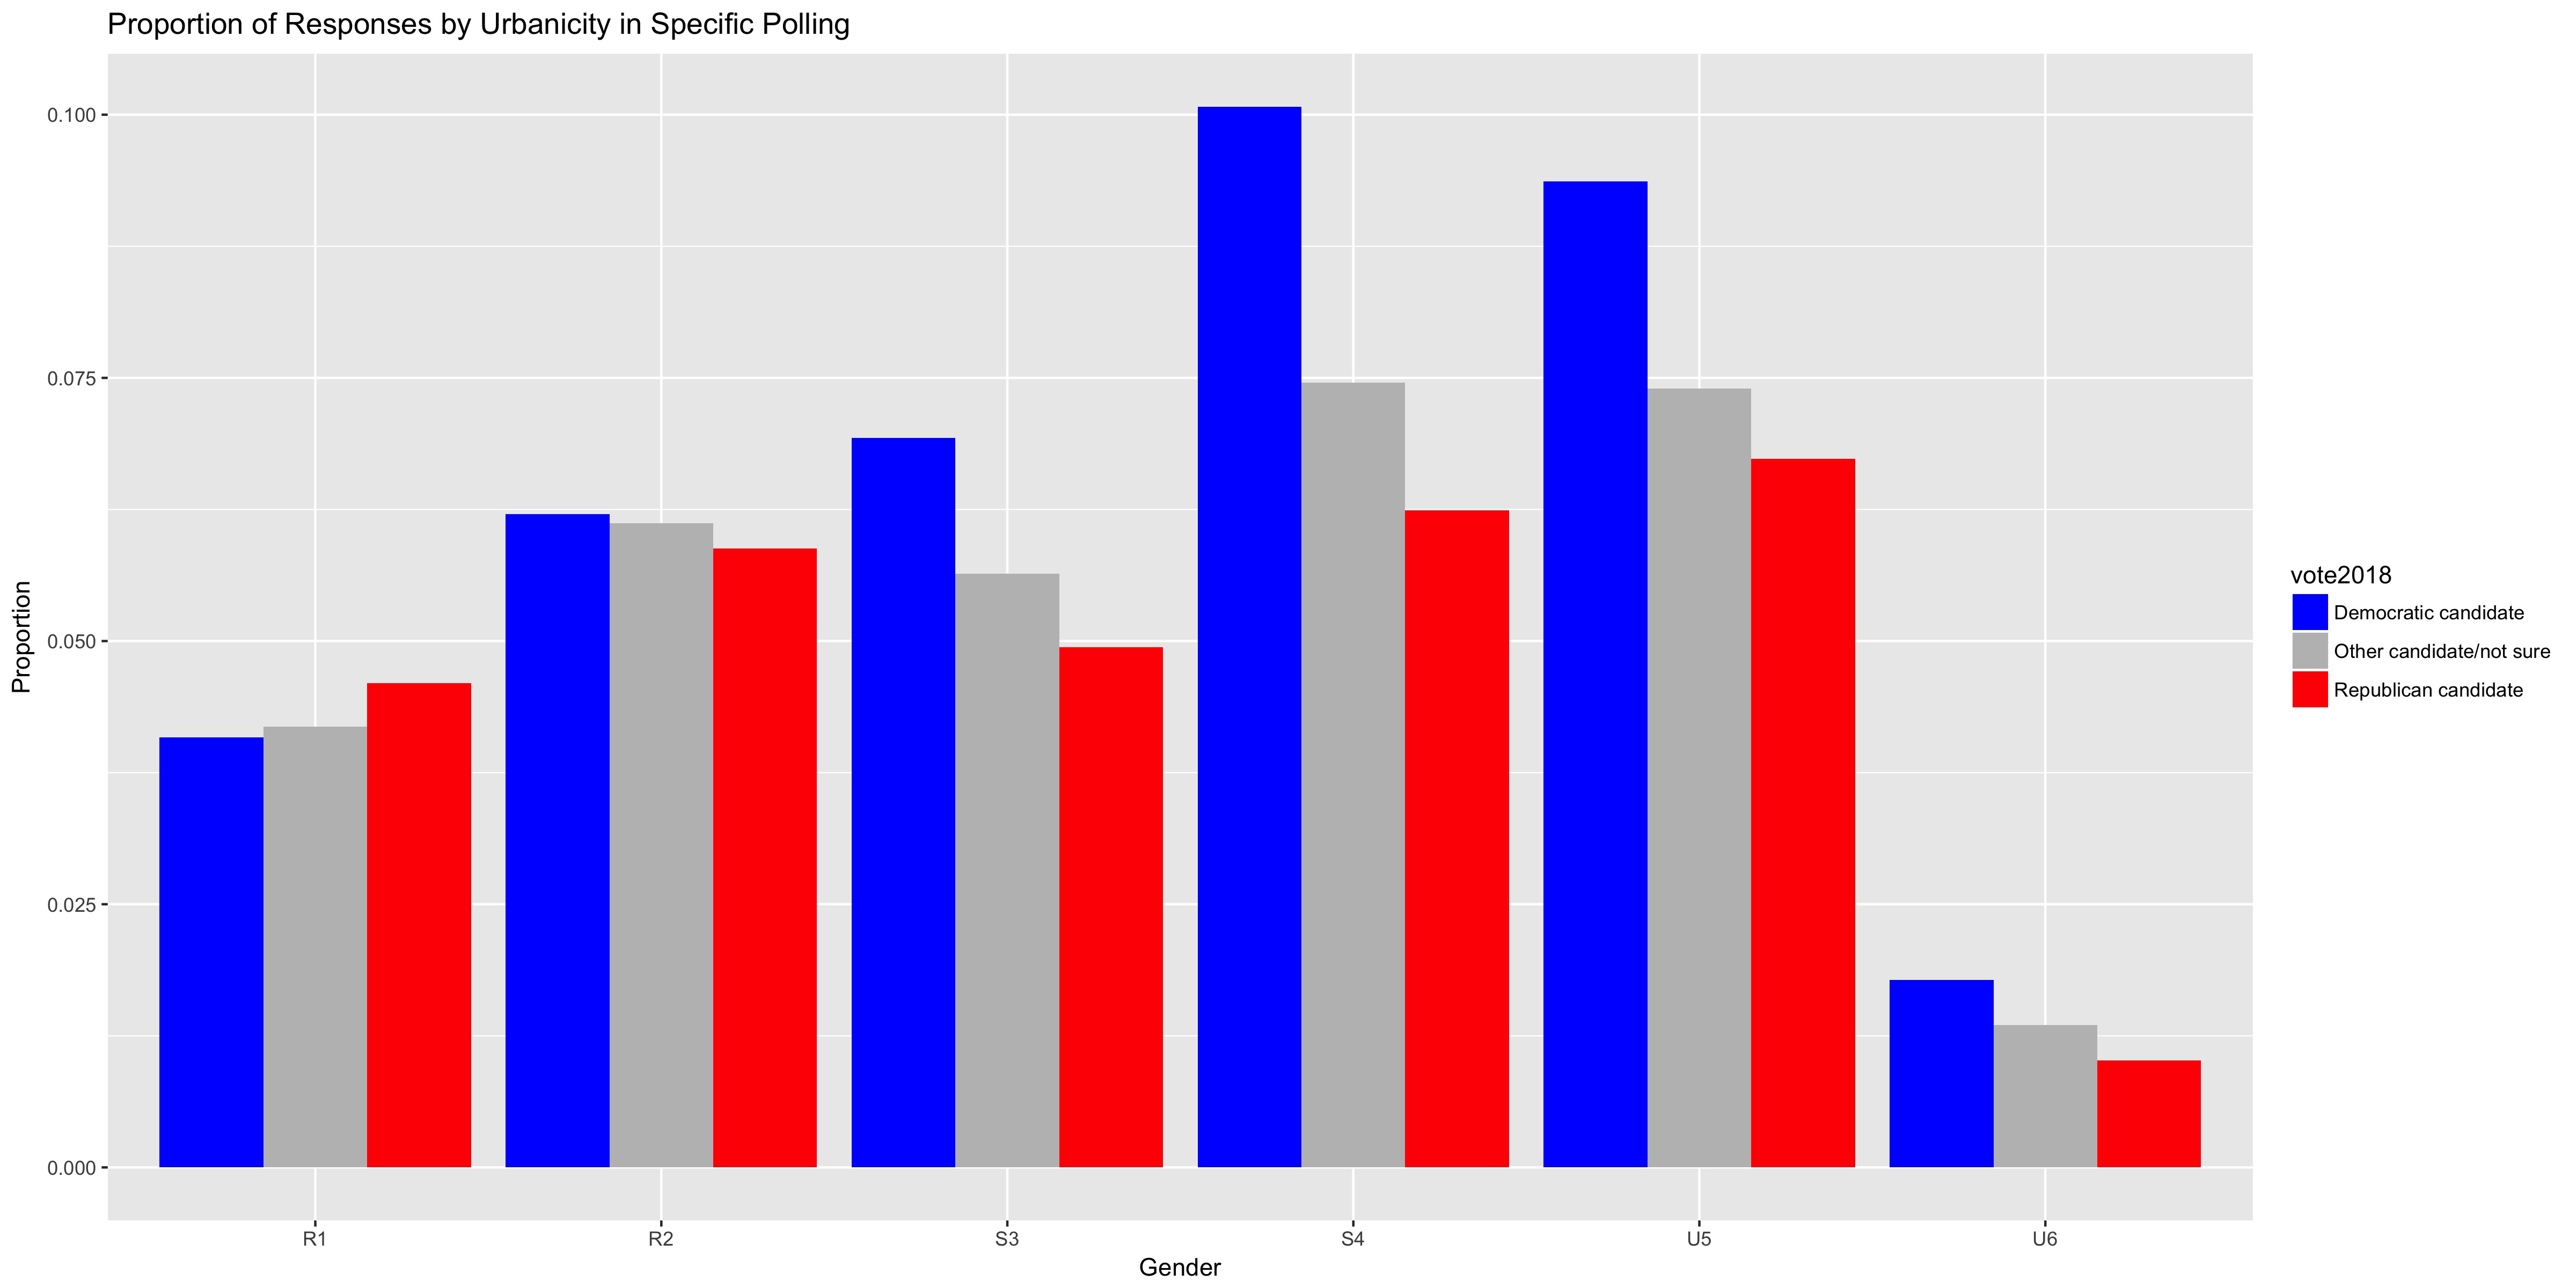 Proportion of Responses by Urbanicity in Specific Polling
Proportion
0.100
0.075
0.050
0.025
0.000
R1 R2 S3 S4 U5 U6
Gender
vote2018
Democratic candidate
Other candidate/not sure
Republican candidate